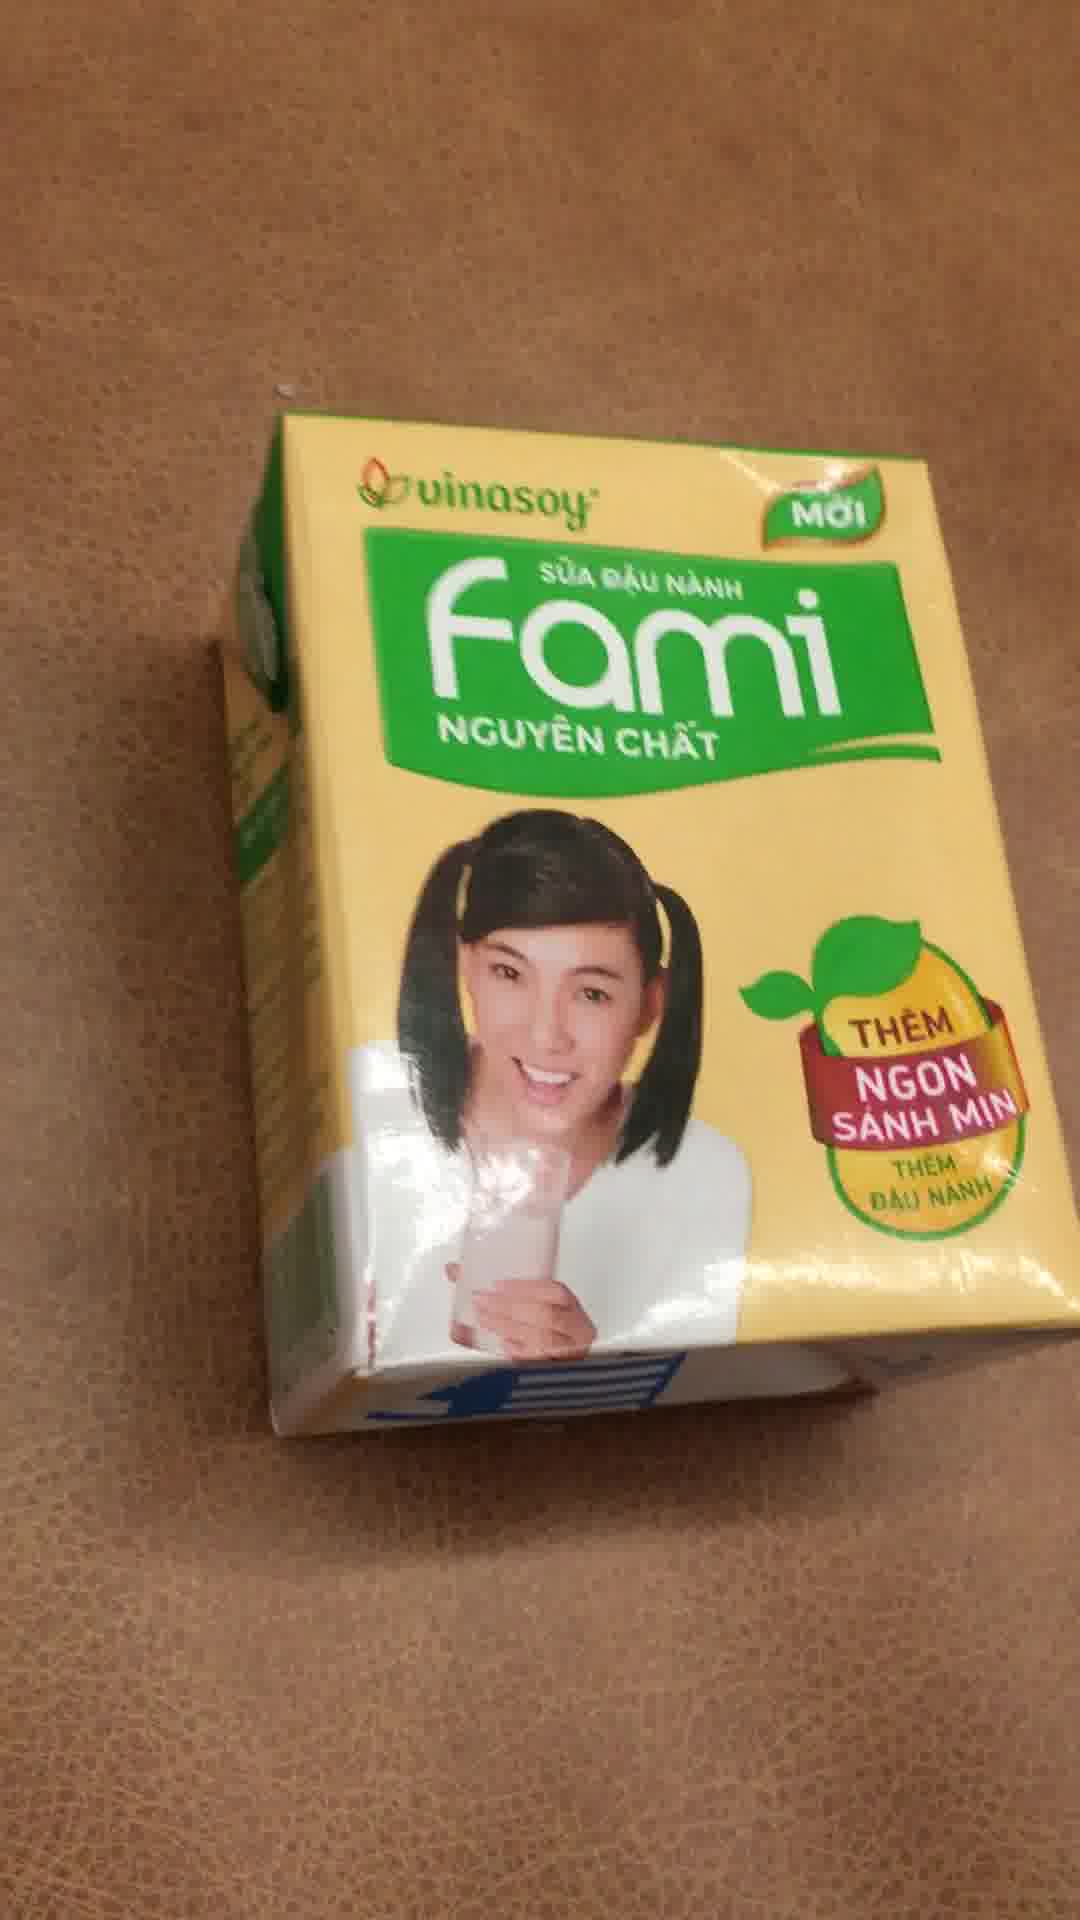 vinasoy
MỚI
SỮA ĐẬU NÀNH
Fami
NGUYÊN CHẤT
THÊM
NGON
SÁNH MỊN
THÊM
ĐẬU NÀNH